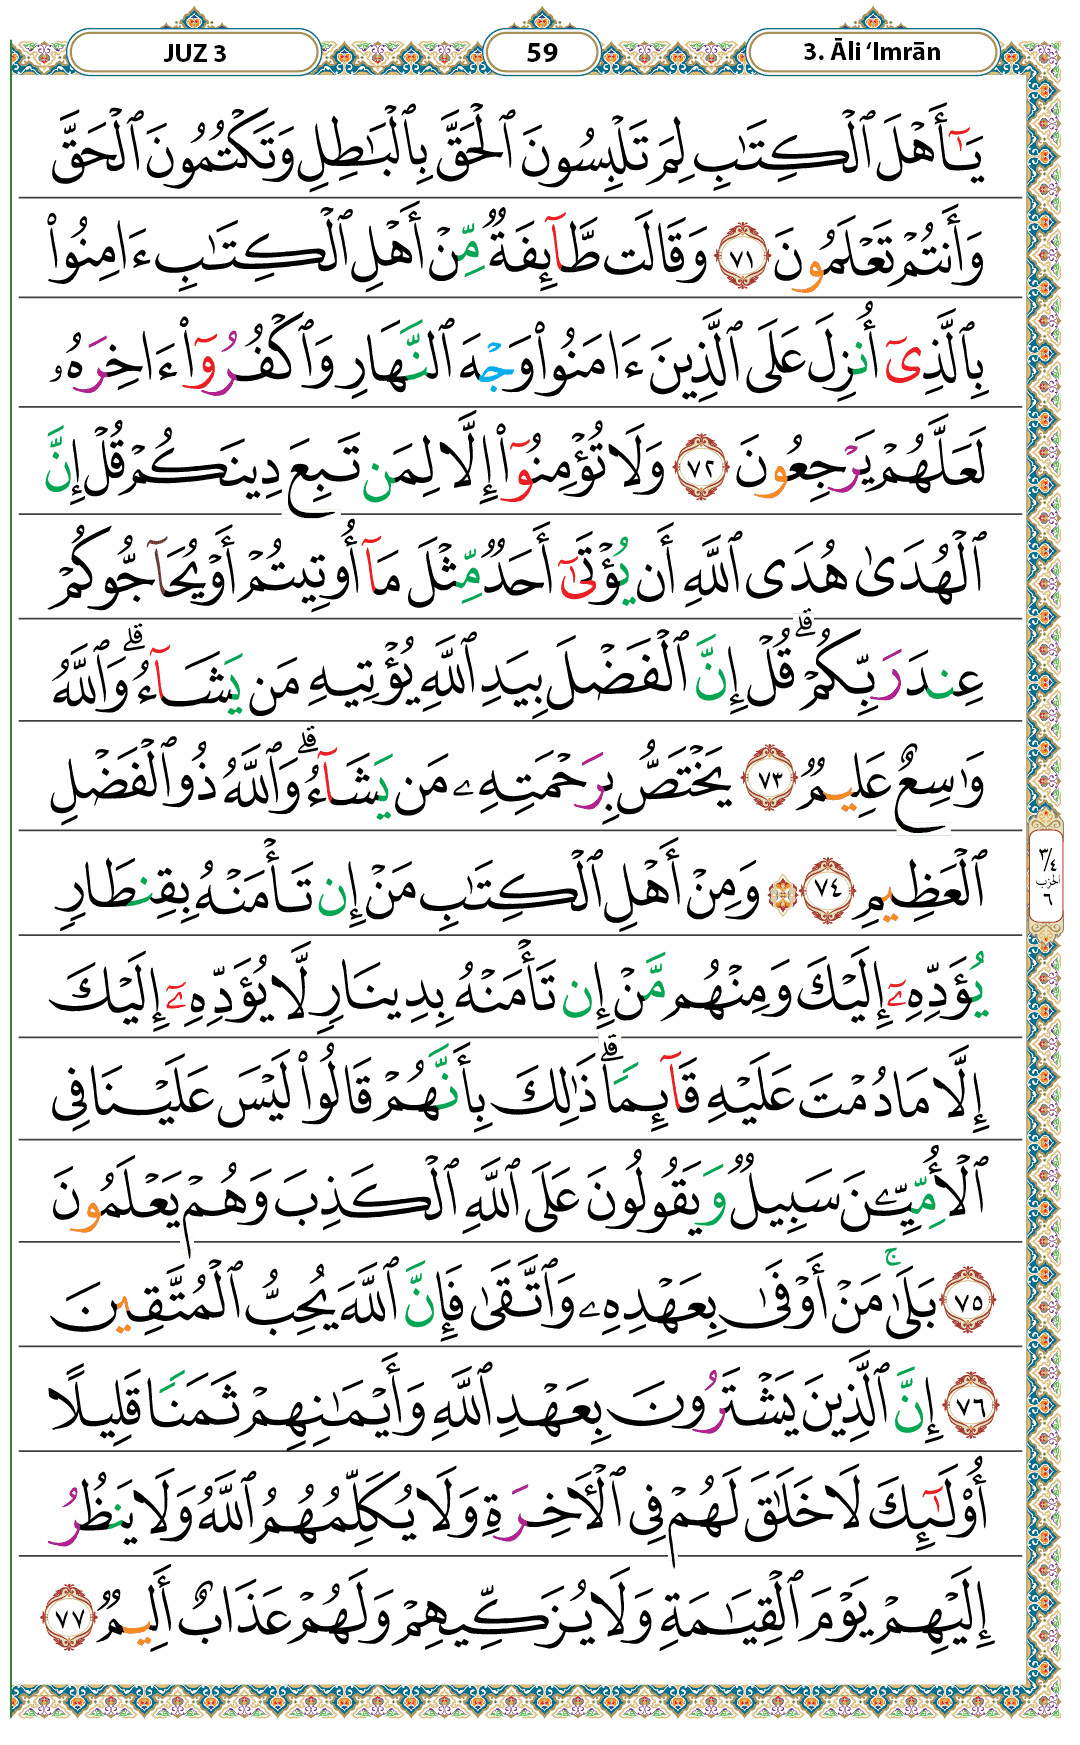 JUZ 3
59
3. Āli ‘Imrān
يَـٰٓأَهْلَ ٱلْكِتَـٰبِ لِمَ تَلْبِسُونَ ٱلْحَقَّ بِٱلْبَـٰطِلِ وَتَكْتُمُونَ ٱلْحَقَّ
وَأَنتُمْ تَعْلَمُونَ ٧١ وَقَالَت طَّآئِفَةٌ مِّنْ أَهْلِ ٱلْكِتَـٰبِ ءَامِنُوا۟
بِٱلَّذِىٓ أُنزِلَ عَلَى ٱلَّذِينَ ءَامَنُوا۟ وَجْهَ ٱلنَّهَارِ وَٱكْفُرُوٓا۟ ءَاخِرَهُۥ
لَعَلَّهُمْ يَرْجِعُونَ ٧٢ وَلَا تُؤْمِنُوٓا۟ إِلَّا لِمَن تَبِعَ دِينَكُمْ قُلْ إِنَّ
ٱلْهُدَىٰ هُدَى ٱللَّهِ أَن يُؤْتَىٰٓ أَحَدٌ مِّثْلَ مَآ أُوتِيتُمْ أَوْ يُحَآجُّوكُمْ
عِندَ رَبِّكُمْ ۗ قُلْ إِنَّ ٱلْفَضْلَ بِيَدِ ٱللَّهِ يُؤْتِيهِ مَن يَشَآءُ ۗ وَٱللَّهُ
وَٰسِعٌ عَلِيمٌ ٧٣ يَخْتَصُّ بِرَحْمَتِهِۦ مَن يَشَآءُ ۗ وَٱللَّهُ ذُو ٱلْفَضْلِ
ٱلْعَظِيمِ ٧٤ ۞ وَمِنْ أَهْلِ ٱلْكِتَـٰبِ مَنْ إِن تَأْمَنْهُ بِقِنطَارٍ
يُؤَدِّهِۦٓ إِلَيْكَ وَمِنْهُم مَّنْ إِن تَأْمَنْهُ بِدِينَارٍ لَّا يُؤَدِّهِۦٓ إِلَيْكَ
إِلَّا مَا دُمْتَ عَلَيْهِ قَآئِمًا ۗ ذَٰلِكَ بِأَنَّهُمْ قَالُوا۟ لَيْسَ عَلَيْنَا فِى
ٱلْأُمِّيِّـۧنَ سَبِيلٌ وَيَقُولُونَ عَلَى ٱللَّهِ ٱلْكَذِبَ وَهُمْ يَعْلَمُونَ
٧٥ بَلَىٰ ۚ مَنْ أَوْفَىٰ بِعَهْدِهِۦ وَٱتَّقَىٰ فَإِنَّ ٱللَّهَ يُحِبُّ ٱلْمُتَّقِينَ
٧٦ إِنَّ ٱلَّذِينَ يَشْتَرُونَ بِعَهْدِ ٱللَّهِ وَأَيْمَـٰنِهِمْ ثَمَنًا قَلِيلًا
أُو۟لَـٰٓئِكَ لَا خَلَـٰقَ لَهُمْ فِى ٱلْـَٔاخِرَةِ وَلَا يُكَلِّمُهُمُ ٱللَّهُ وَلَا يَنظُرُ
إِلَيْهِمْ يَوْمَ ٱلْقِيَـٰمَةِ وَلَا يُزَكِّيهِمْ وَلَهُمْ عَذَابٌ أَلِيمٌ ٧٧
٣/٤
الحزب
٦